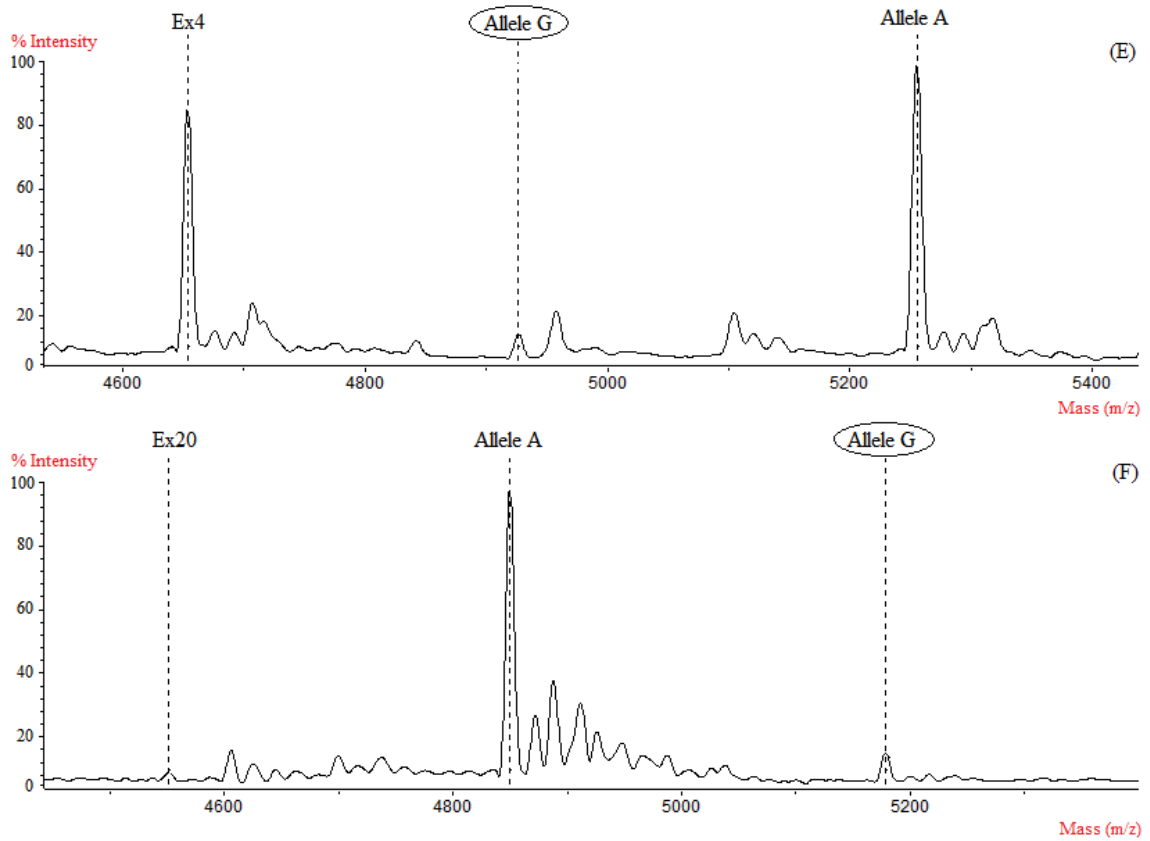 Ex4 Allele G Allele A
% Intensity (E)
100
80
60
40
20
0
4600 4800 5000 5200 5400
Mass (m/z)
Ex20 Allele A Allele G
% Intensity (F)
100
80
60
40
20
0
4600 4800 5000 5200
Mass (m/z)